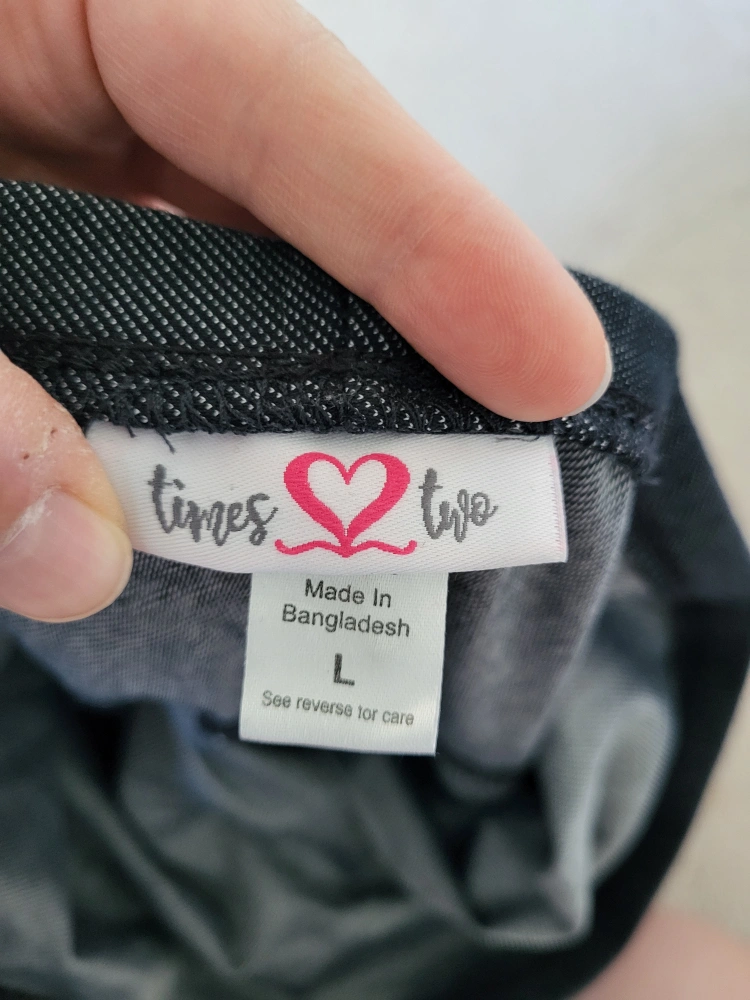 times two
Made In
Bangladesh
L
See reverse for care